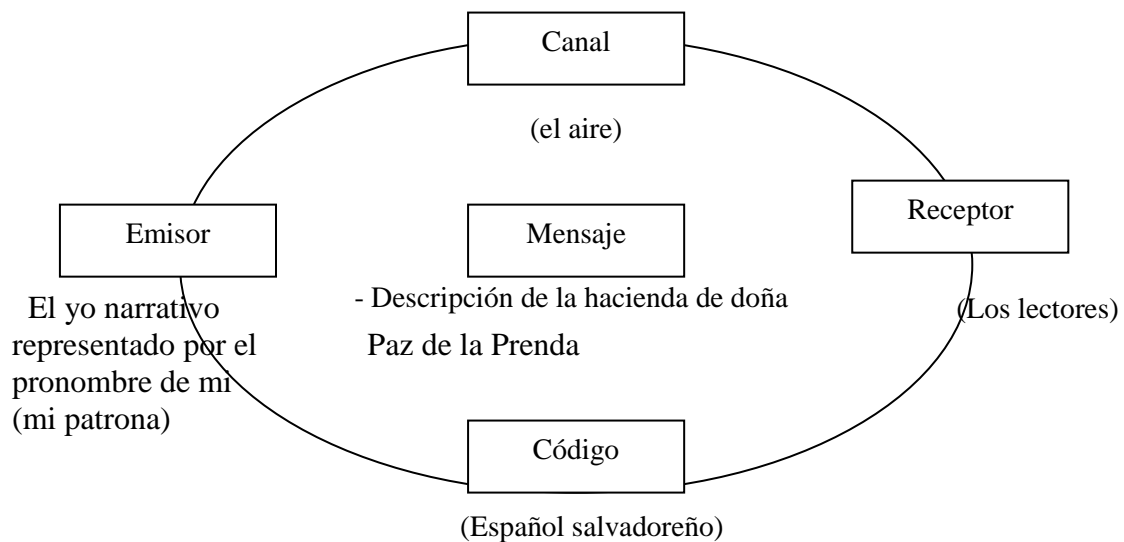 Canal
(el aire)
Emisor
Mensaje
Receptor
El yo narrativo
representado por el
pronombre de mi
(mi patrona)
- Descripción de la hacienda de doña
Paz de la Prenda
(Los lectores)
Código
(Español salvadoreño)